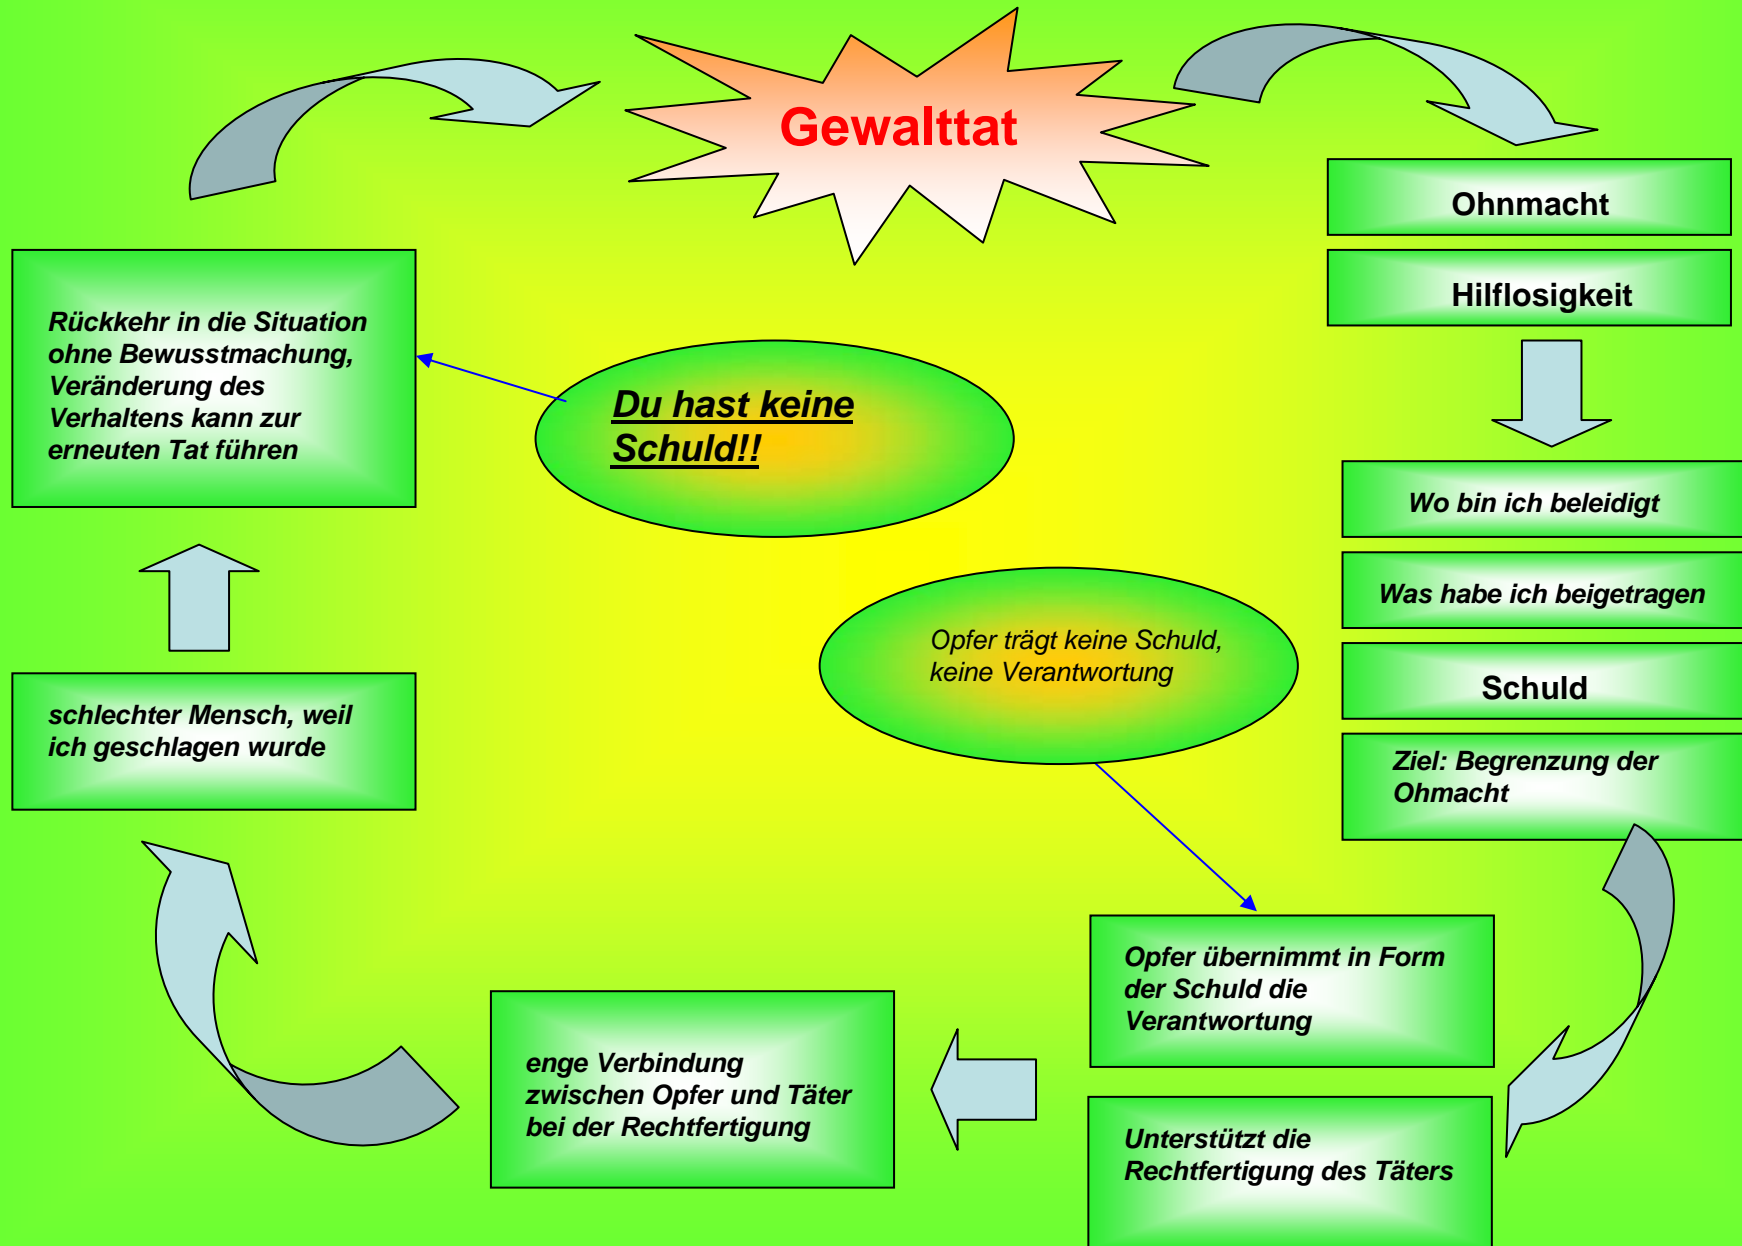 Gewalttat
Ohnmacht
Hilflosigkeit
Wo bin ich beleidigt
Was habe ich beigetragen
Schuld
Ziel: Begrenzung der
Ohmacht
Opfer übernimmt in Form
der Schuld die
Verantwortung
Unterstützt die
Rechtfertigung des Täters
enge Verbindung
zwischen Opfer und Täter
bei der Rechtfertigung
schlechter Mensch, weil
ich geschlagen wurde
Rückkehr in die Situation
ohne Bewusstmachung,
Veränderung des
Verhaltens kann zur
erneuten Tat führen
Du hast keine
Schuld!!
Opfer trägt keine Schuld,
keine Verantwortung